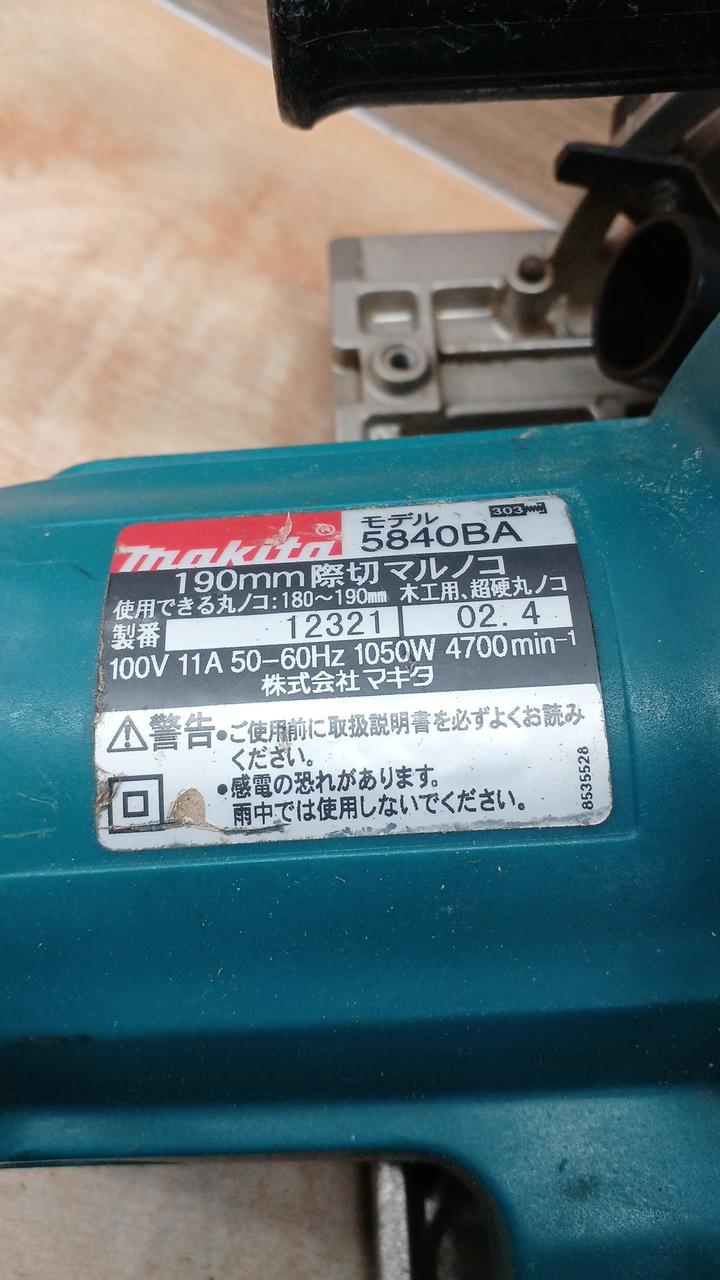 makita® モデル 303
5840BA
190mm際切マルノコ
使用できる丸ノコ:180～190mm 木工用、超硬丸ノコ
製番 12321 02.4
100V 11A 50-60Hz 1050W 4700min-1
株式会社マキタ
警告 •ご使用前に取扱説明書を必ずよくお読み
ください。
•感電の恐れがあります。
雨中では使用しないでください。
8535528